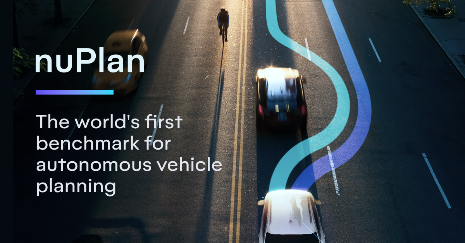 nuPlan
The world's first
benchmark for
autonomous vehicle
planning